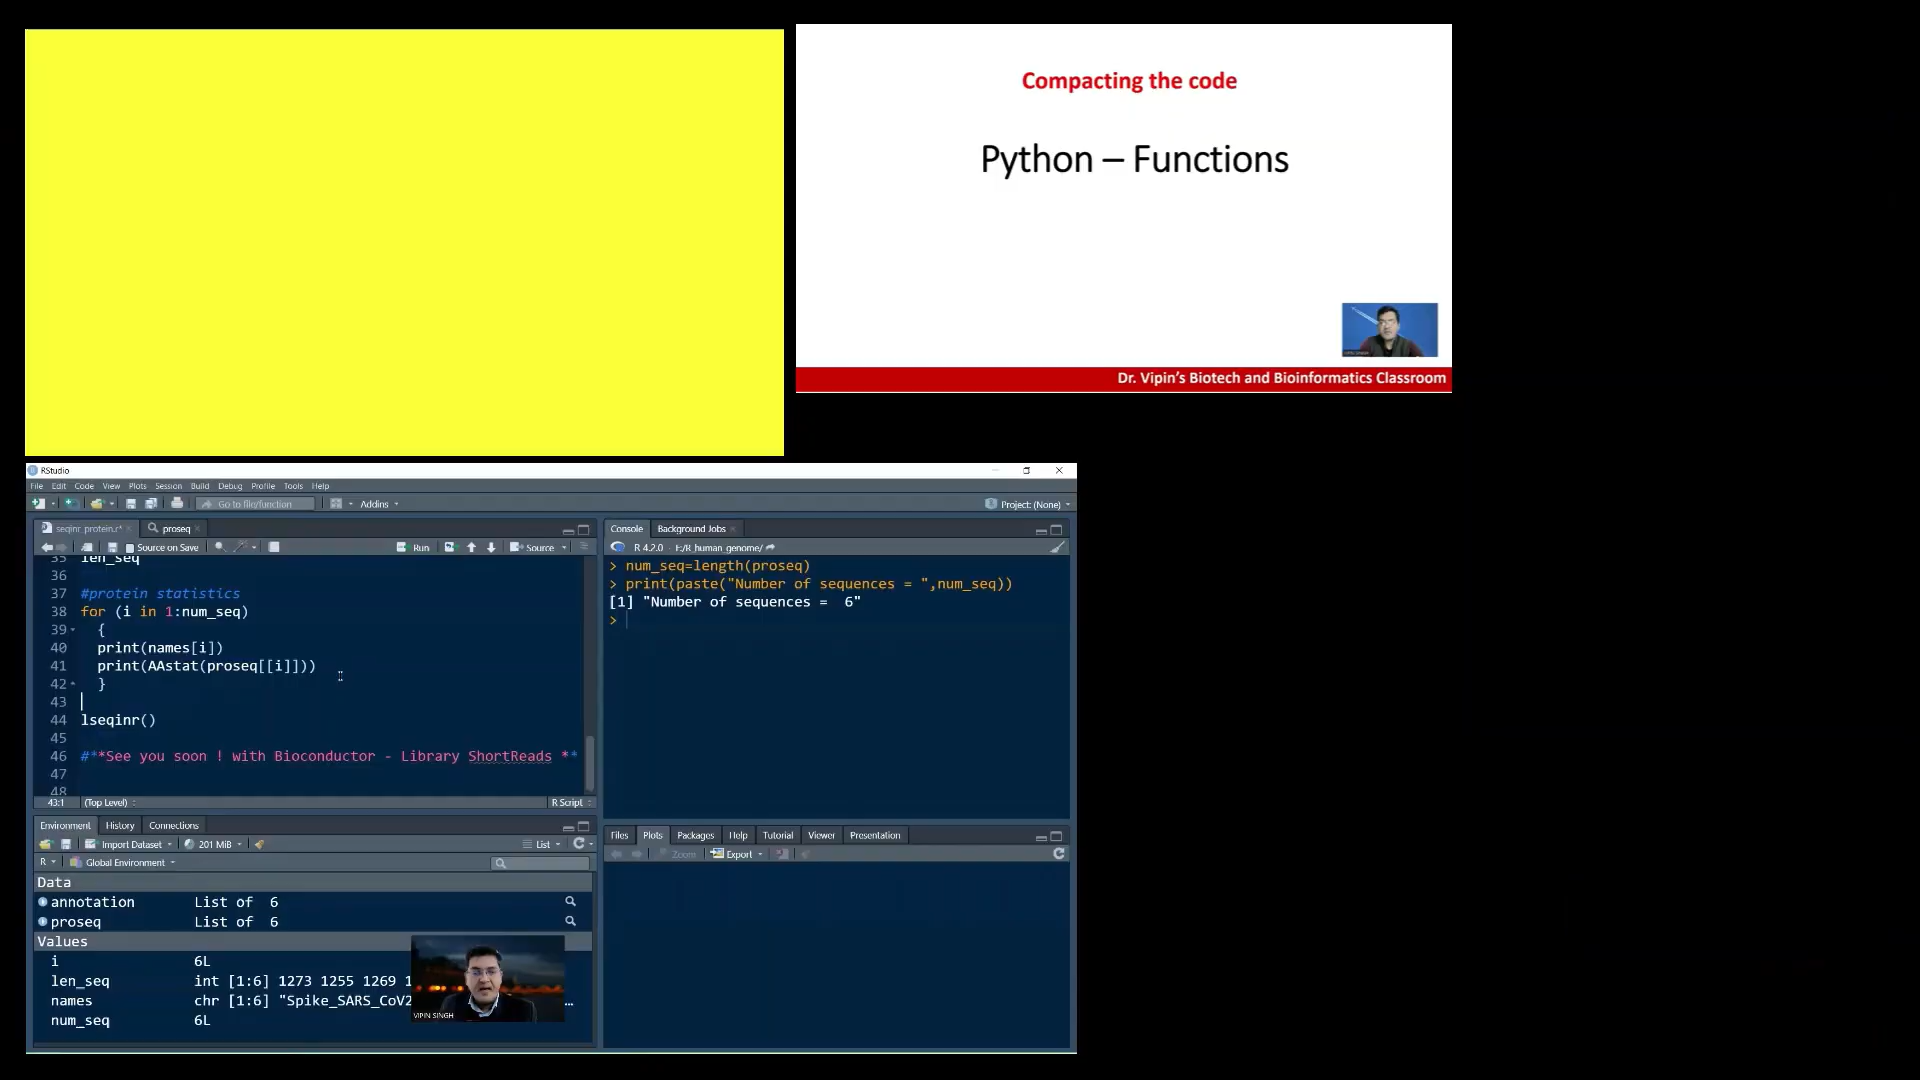 Compacting the code
Python – Functions
Dr. Vipin's Biotech and Bioinformatics Classroom
RStudio
File Edit Code View Plots Session Build Debug Profile Tools Help
Go to file/function
Addins
Project: (None)
seqinr protein.r* proseq
Source on Save
Run
Source
35 len_seq
36
37 #protein statistics
38 for (i in 1:num_seq)
39 {
40 print(names[i])
41 print(AAstat(proseq[[i]]))
42 }
43
44 lseqinr()
45
46 #**See you soon ! with Bioconductor - Library ShortReads **
47
48
43:1 (Top Level) R Script
Console Background Jobs
R 4.2.0 · F:/R_human_genome/
> num_seq=length(proseq)
> print(paste("Number of sequences = ",num_seq))
[1] "Number of sequences =  6"
>
Environment History Connections
Import Dataset 201 MiB List
R Global Environment
Data
annotation List of 6
proseq List of 6
Values
i 6L
len_seq int [1:6] 1273 1255 1269 1
names chr [1:6] "Spike_SARS_CoV2 …
num_seq 6L
VIPIN SINGH
Files Plots Packages Help Tutorial Viewer Presentation
Zoom Export